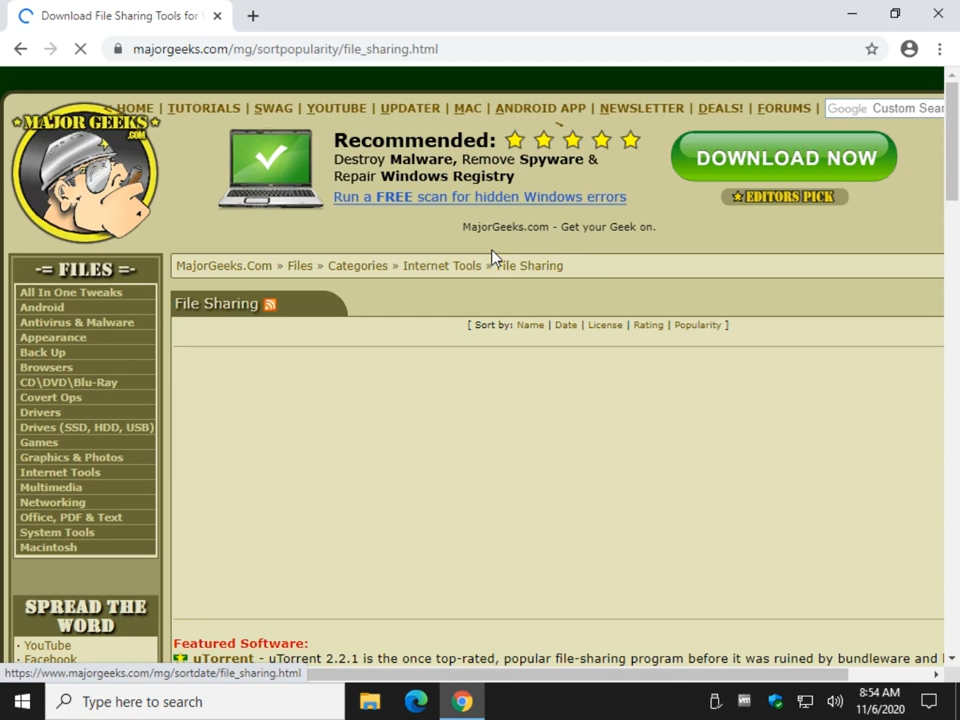 Download File Sharing Tools for
majorgeeks.com/mg/sortpopularity/file_sharing.html
HOME | TUTORIALS | SWAG | YOUTUBE | UPDATER | MAC | ANDROID APP | NEWSLETTER | DEALS! | FORUMS | Google Custom Sear
MAJOR GEEKS
.COM
Recommended:
Destroy Malware, Remove Spyware &
Repair Windows Registry
Run a FREE scan for hidden Windows errors
DOWNLOAD NOW
EDITORS PICK
MajorGeeks.com - Get your Geek on.
MajorGeeks.Com » Files » Categories » Internet Tools » File Sharing
-= FILES =-
All In One Tweaks
Android
Antivirus & Malware
Appearance
Back Up
Browsers
CD\DVD\Blu-Ray
Covert Ops
Drivers
Drives (SSD, HDD, USB)
Games
Graphics & Photos
Internet Tools
Multimedia
Networking
Office, PDF & Text
System Tools
Macintosh
SPREAD THE
WORD
· YouTube
· Facebook
File Sharing
[ Sort by: Name | Date | License | Rating | Popularity ]
Featured Software:
uTorrent - uTorrent 2.2.1 is the once top-rated, popular file-sharing program before it was ruined by bundleware and
https://www.majorgeeks.com/mg/sortdate/file_sharing.html
Type here to search
vm
8:54 AM
11/6/2020